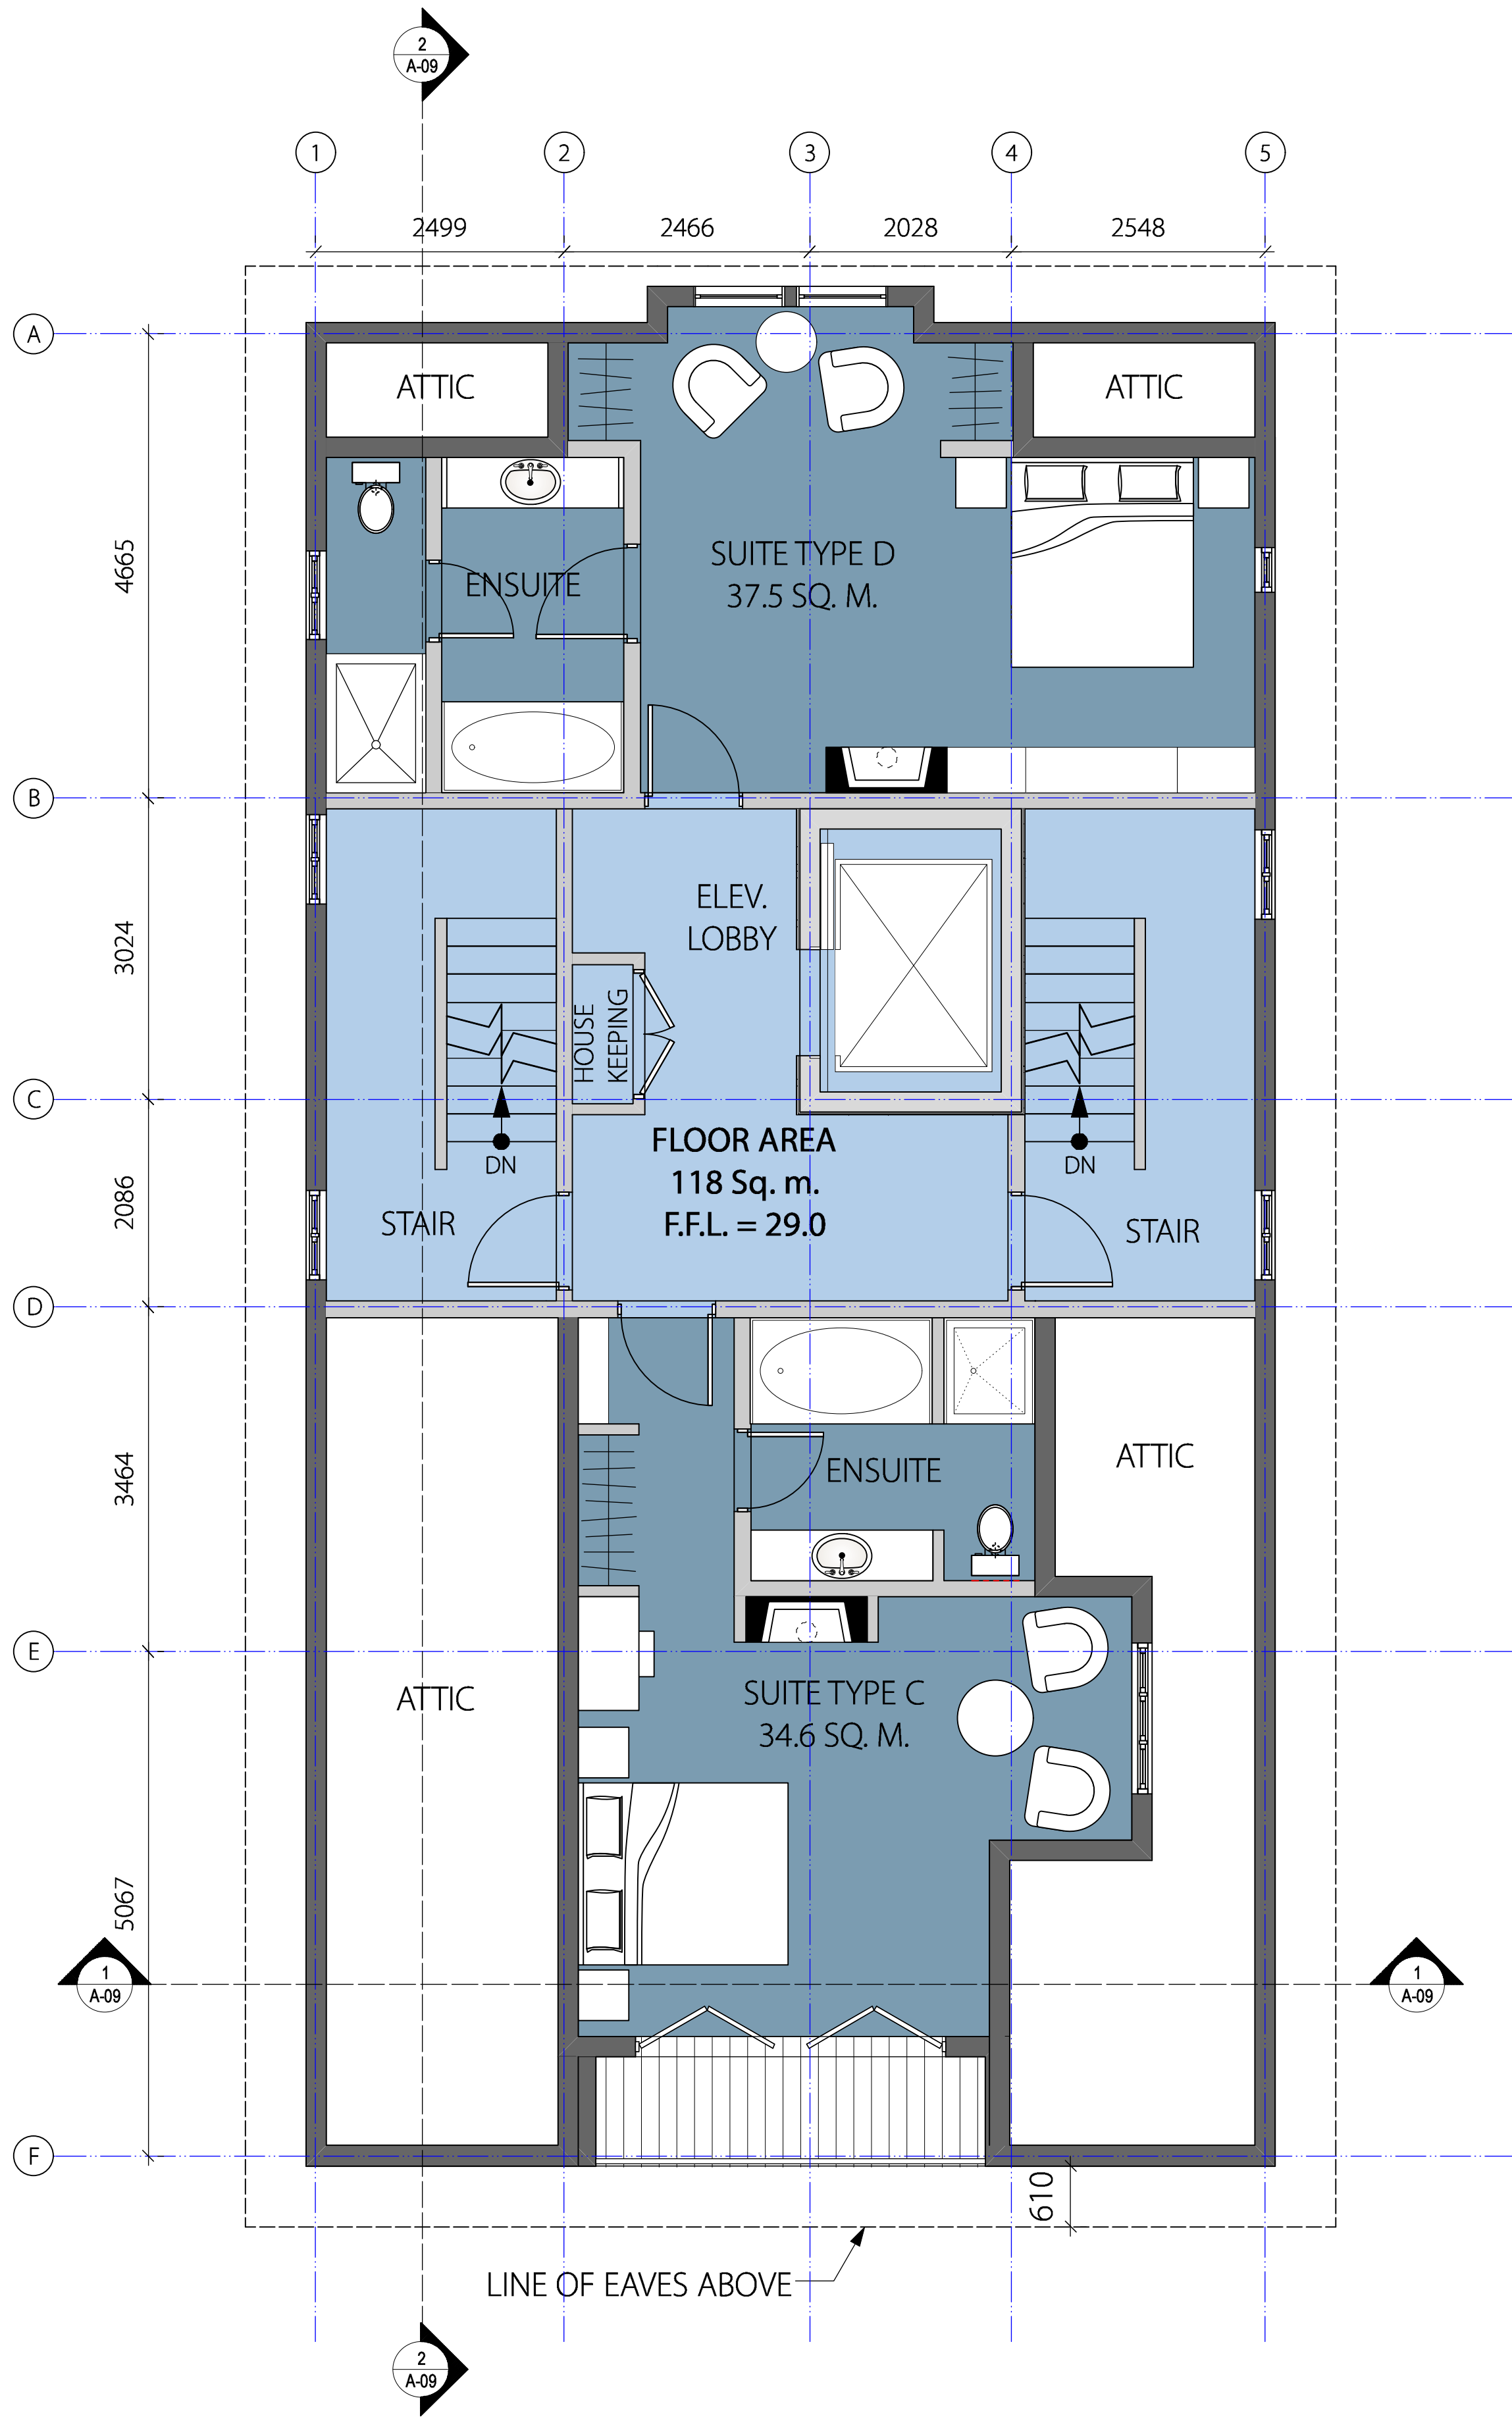 2
A-09
1
2
3
4
5
2499
2466
2028
2548
A
ATTIC
ATTIC
4665
ENSUITE
SUITE TYPE D
37.5 SQ. M.
B
3024
ELEV.
LOBBY
HOUSE
KEEPING
C
FLOOR AREA
118 Sq. m.
F.F.L. = 29.0
DN
DN
2086
STAIR
STAIR
D
3464
ENSUITE
ATTIC
E
ATTIC
SUITE TYPE C
34.6 SQ. M.
5067
1
A-09
1
A-09
F
610
LINE OF EAVES ABOVE
2
A-09